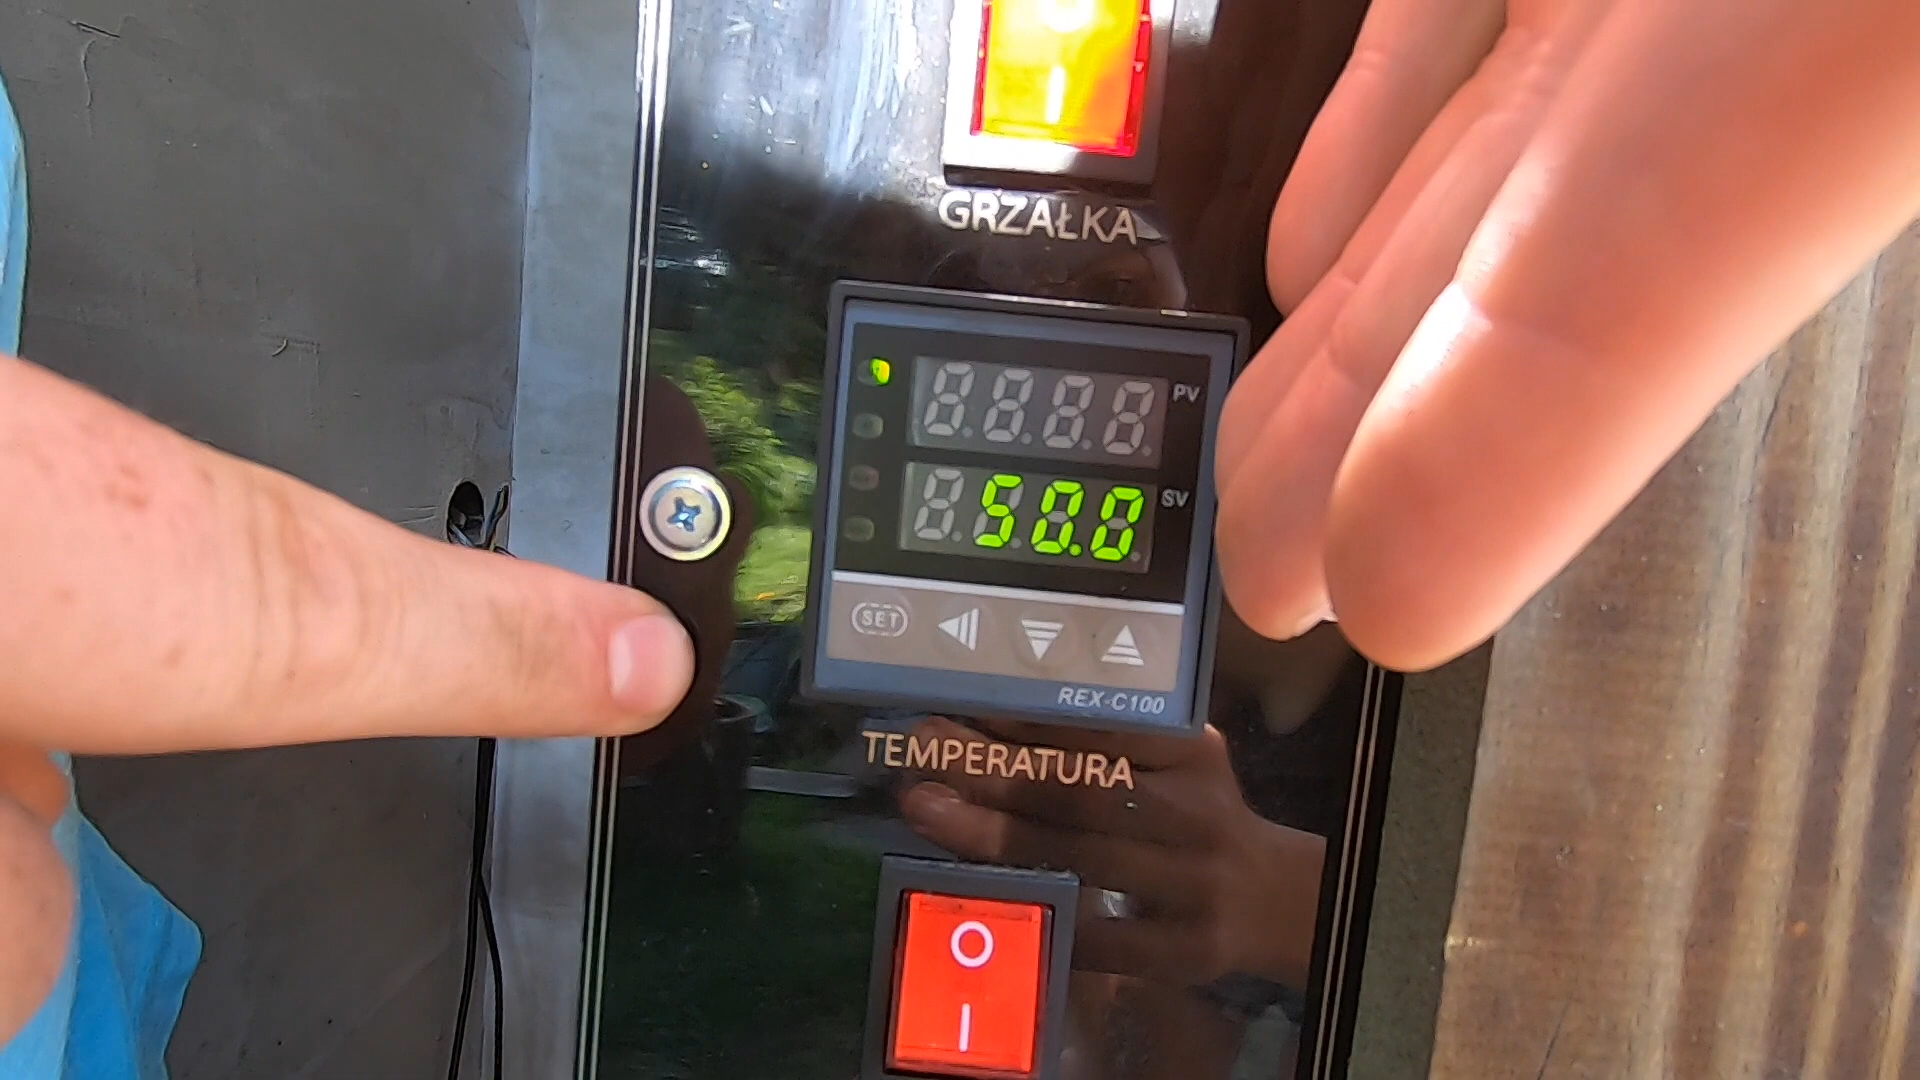 GRZAŁKA
PV
50.0 SV
SET
REX-C100
TEMPERATURA
O
I